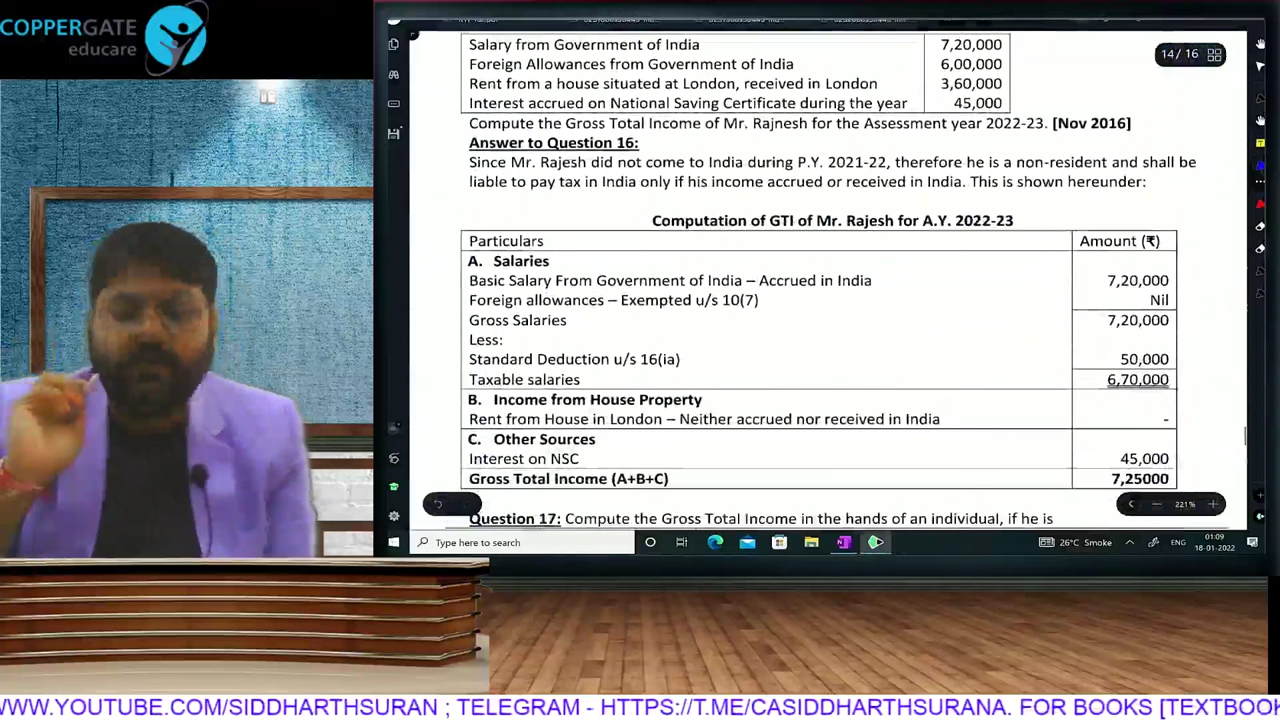 COPPERGATE
educare
Salary from Government of India 7,20,000
Foreign Allowances from Government of India 6,00,000
Rent from a house situated at London, received in London 3,60,000
Interest accrued on National Saving Certificate during the year 45,000
14 / 16
Compute the Gross Total Income of Mr. Rajnesh for the Assessment year 2022-23. [Nov 2016]
Answer to Question 16:
Since Mr. Rajesh did not come to India during P.Y. 2021-22, therefore he is a non-resident and shall be
liable to pay tax in India only if his income accrued or received in India. This is shown hereunder:
Computation of GTI of Mr. Rajesh for A.Y. 2022-23
Particulars Amount (₹)
A. Salaries
Basic Salary From Government of India – Accrued in India 7,20,000
Foreign allowances – Exempted u/s 10(7) Nil
Gross Salaries 7,20,000
Less:
Standard Deduction u/s 16(ia) 50,000
Taxable salaries 6,70,000
B. Income from House Property
Rent from House in London – Neither accrued nor received in India -
C. Other Sources
Interest on NSC 45,000
Gross Total Income (A+B+C) 7,25000
221%
Question 17: Compute the Gross Total Income in the hands of an individual, if he is
Type here to search
26°C Smoke
ENG
01:09
18-01-2022
WWW.YOUTUBE.COM/SIDDHARTHSURAN ; TELEGRAM - HTTPS://T.ME/CASIDDHARTHSURANA. FOR BOOKS [TEXTBOOK